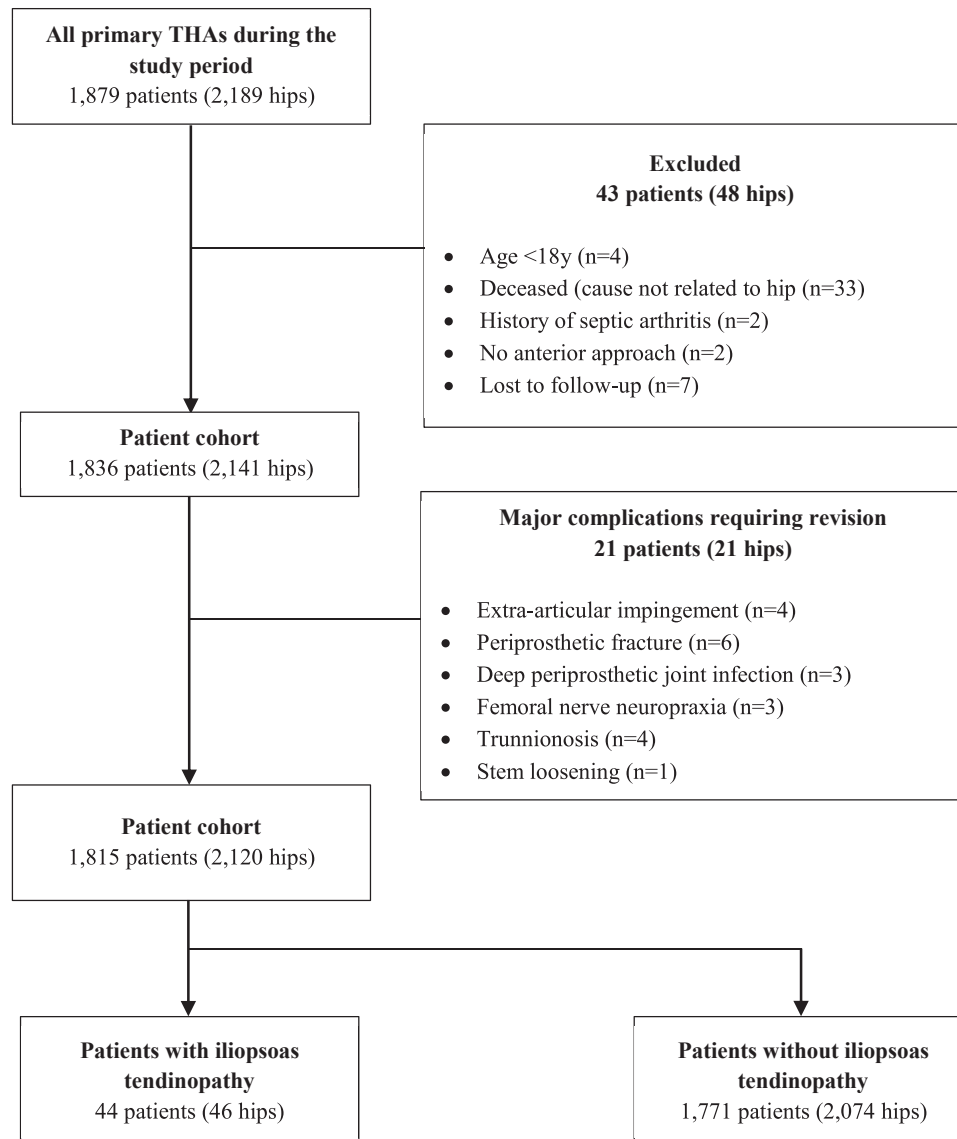 All primary THAs during the
study period
1,879 patients (2,189 hips)
Excluded
43 patients (48 hips)
• Age <18y (n=4)
• Deceased (cause not related to hip (n=33)
• History of septic arthritis (n=2)
• No anterior approach (n=2)
• Lost to follow-up (n=7)
Patient cohort
1,836 patients (2,141 hips)
Major complications requiring revision
21 patients (21 hips)
• Extra-articular impingement (n=4)
• Periprosthetic fracture (n=6)
• Deep periprosthetic joint infection (n=3)
• Femoral nerve neuropraxia (n=3)
• Trunnionosis (n=4)
• Stem loosening (n=1)
Patient cohort
1,815 patients (2,120 hips)
Patients with iliopsoas
tendinopathy
44 patients (46 hips)
Patients without iliopsoas
tendinopathy
1,771 patients (2,074 hips)